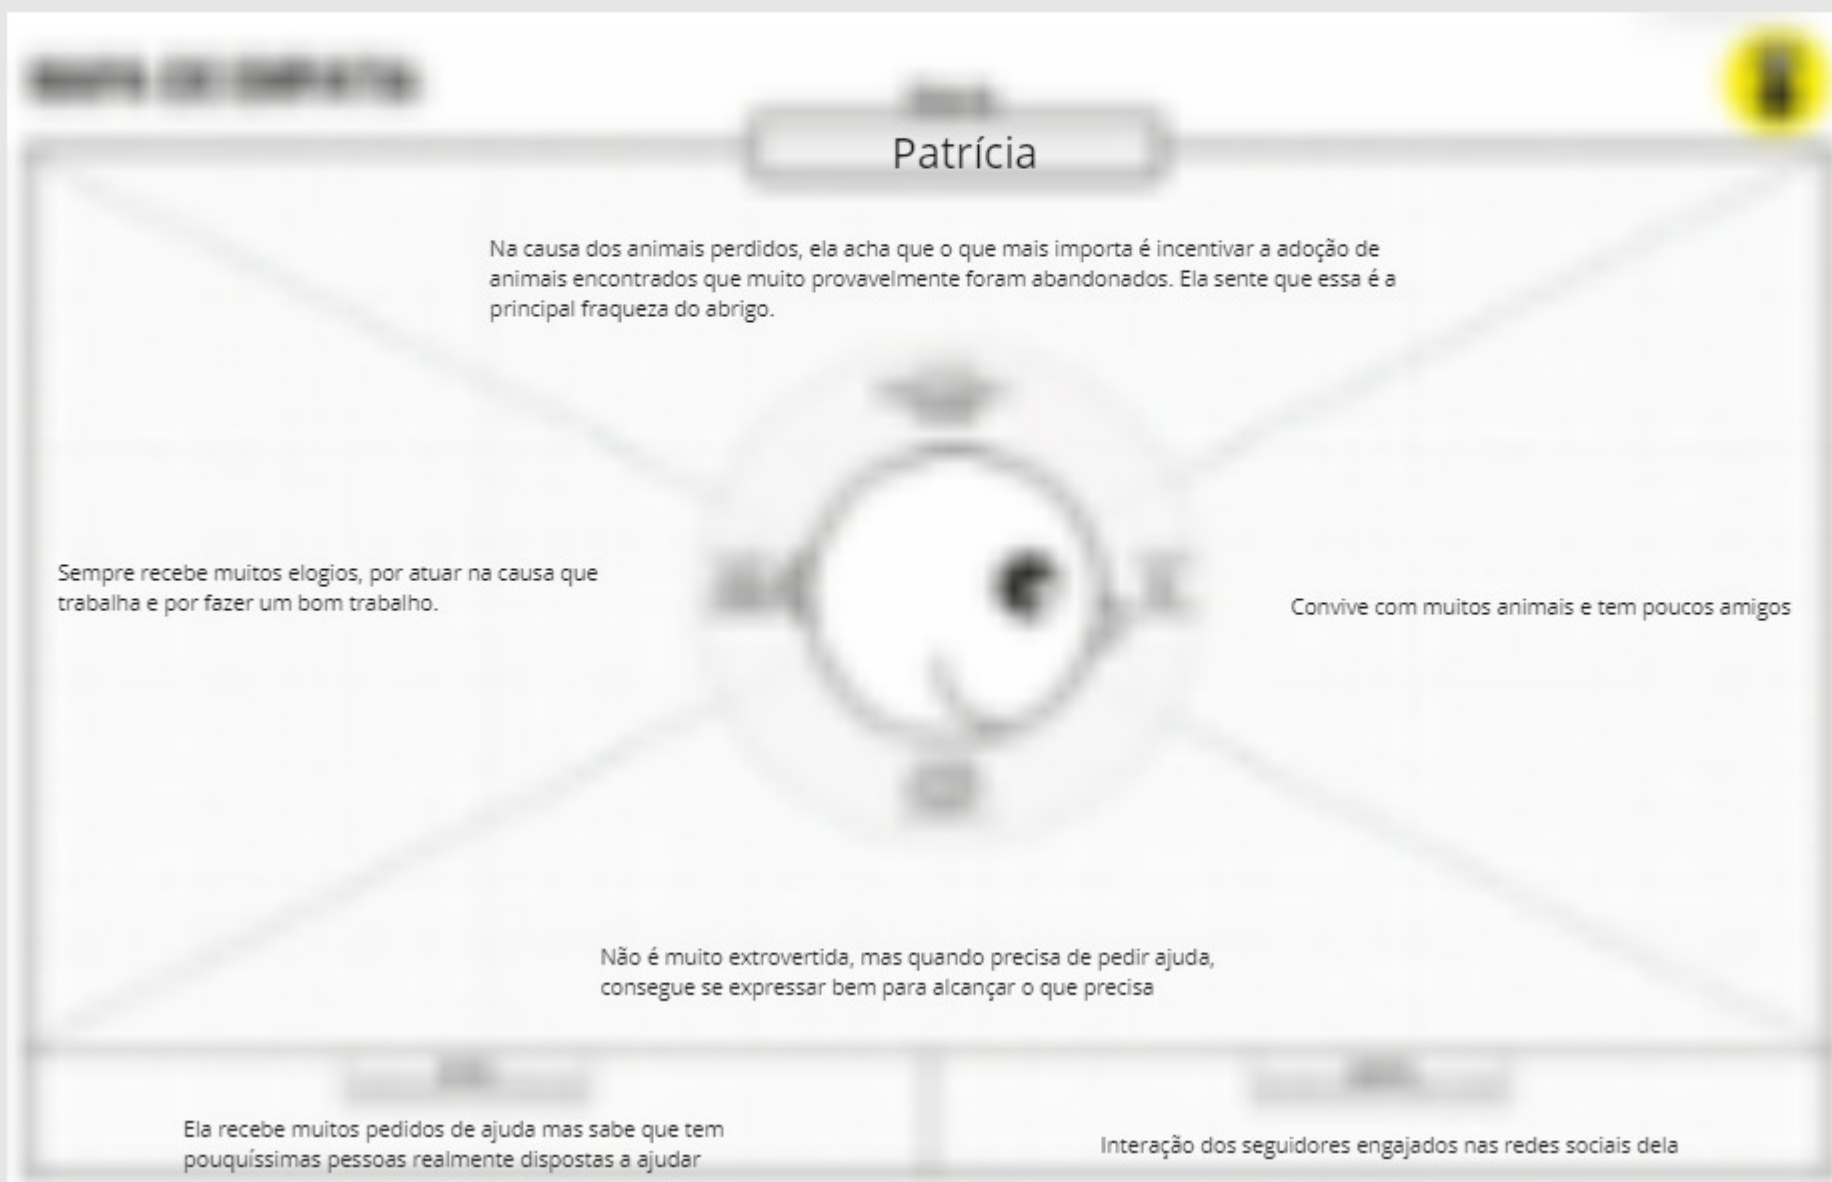 Patrícia
Na causa dos animais perdidos, ela acha que o que mais importa é incentivar a adoção de
animais encontrados que muito provavelmente foram abandonados. Ela sente que essa é a
principal fraqueza do abrigo.
Sempre recebe muitos elogios, por atuar na causa que
trabalha e por fazer um bom trabalho.
Convive com muitos animais e tem poucos amigos
Não é muito extrovertida, mas quando precisa de pedir ajuda,
consegue se expressar bem para alcançar o que precisa
Ela recebe muitos pedidos de ajuda mas sabe que tem
pouquíssimas pessoas realmente dispostas a ajudar
Interação dos seguidores engajados nas redes sociais dela